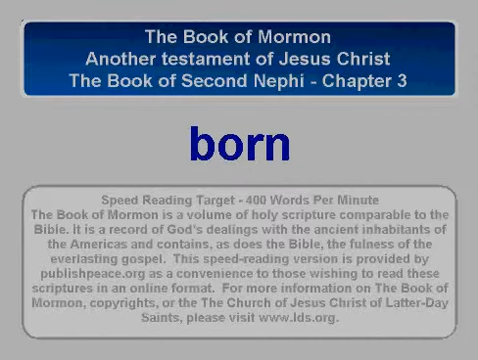 The Book of Mormon
Another testament of Jesus Christ
The Book of Second Nephi - Chapter 3
born
Speed Reading Target - 400 Words Per Minute
The Book of Mormon is a volume of holy scripture comparable to the
Bible. It is a record of God's dealings with the ancient inhabitants of
the Americas and contains, as does the Bible, the fulness of the
everlasting gospel. This speed-reading version is provided by
publishpeace.org as a convenience to those wishing to read these
scriptures in an online format. For more information on The Book of
Mormon, copyrights, or the The Church of Jesus Christ of Latter-Day
Saints, please visit www.lds.org.